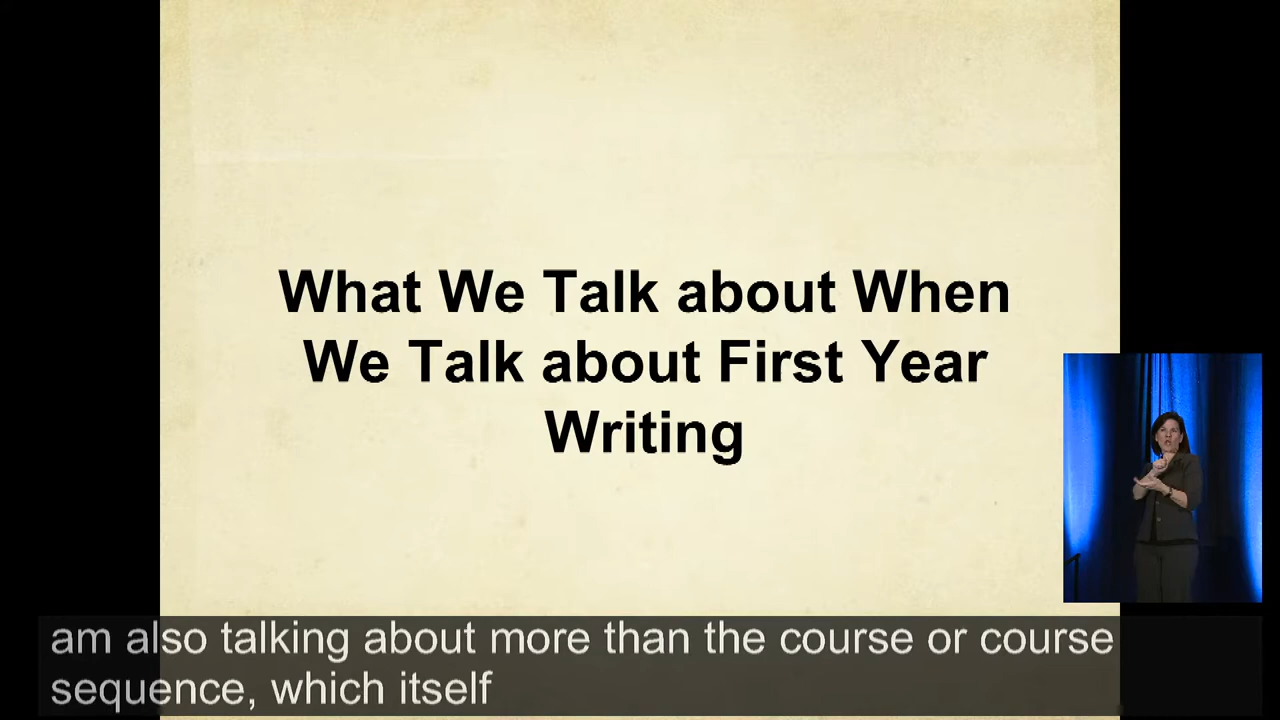 What We Talk about When
We Talk about First Year
Writing
am also talking about more than the course or course
sequence, which itself